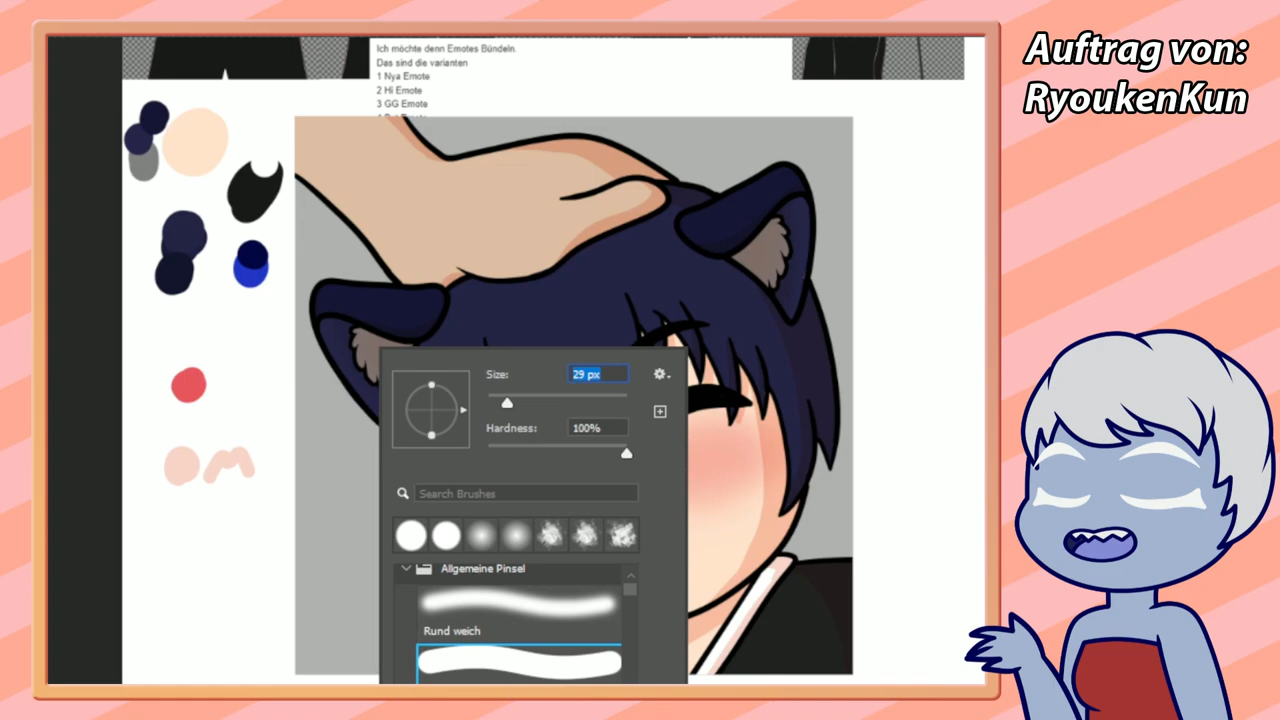 Auftrag von:
RyoukenKun
Ich möchte denn Emotes Bündeln.
Das sind die varianten
1 Nya Emote
2 Hi Emote
3 GG Emote
Size:
29 px
Hardness:
100%
Search Brushes
Allgemeine Pinsel
Rund weich